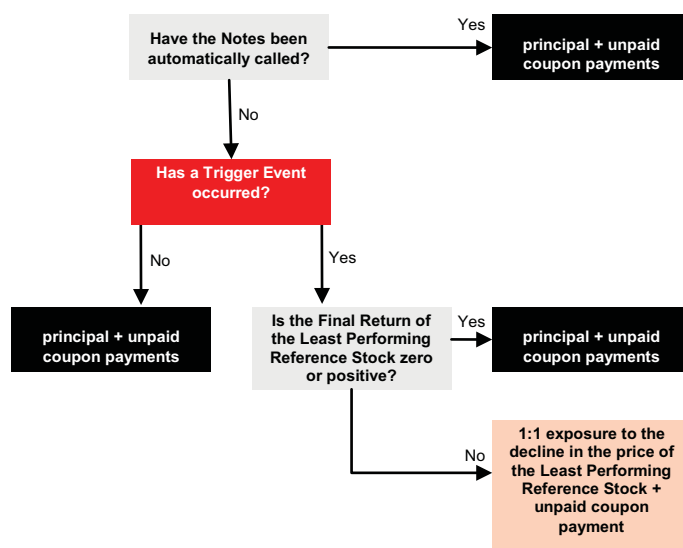 Have the Notes been
automatically called?
Yes
principal + unpaid
coupon payments
No
Has a Trigger Event
occurred?
No
Yes
principal + unpaid
coupon payments
Is the Final Return of
the Least Performing
Reference Stock zero
or positive?
Yes
principal + unpaid
coupon payments
No
1:1 exposure to the
decline in the price of
the Least Performing
Reference Stock +
unpaid coupon
payment